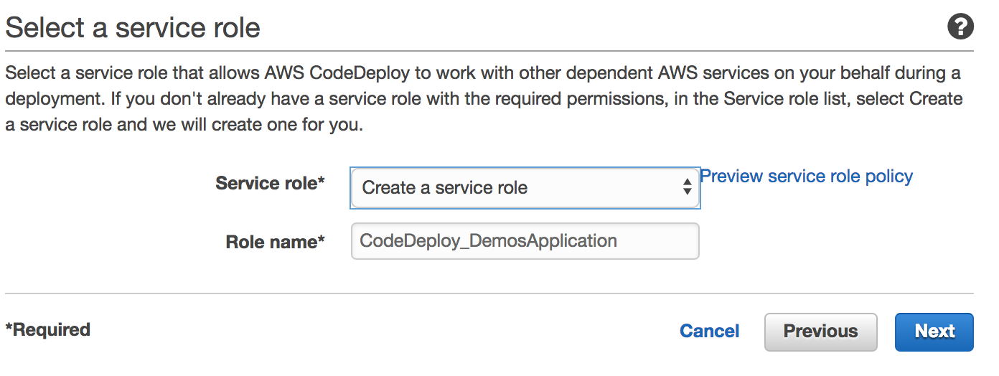 Select a service role
?
Select a service role that allows AWS CodeDeploy to work with other dependent AWS services on your behalf during a
deployment. If you don't already have a service role with the required permissions, in the Service role list, select Create
a service role and we will create one for you.
Service role* Create a service role Preview service role policy
Role name* CodeDeploy_DemosApplication
*Required Cancel Previous Next